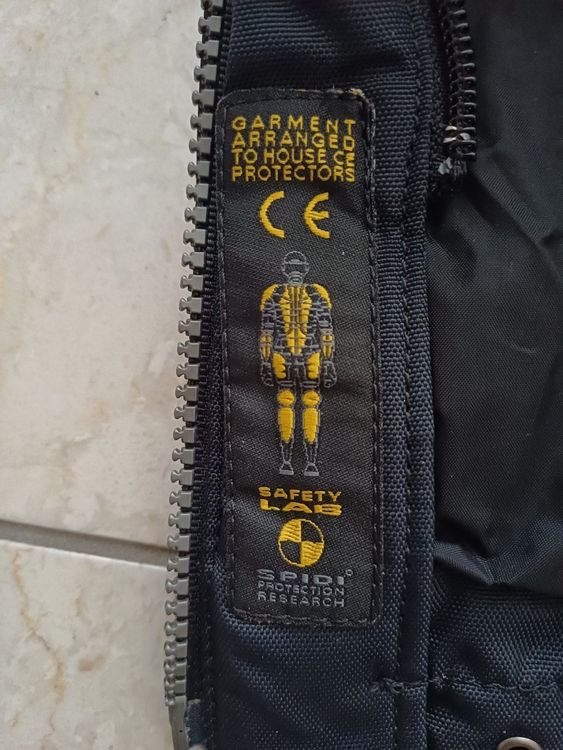 GARMENT
ARRANGED
TO HOUSE CE
PROTECTORS
CE
SAFETY
LAB
SPIDI
PROTECTION
RESEARCH